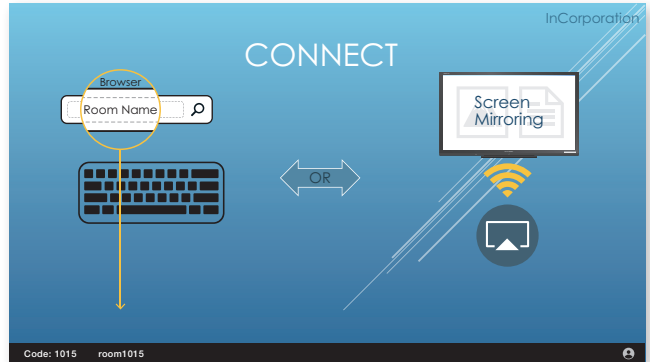 InCorporation
CONNECT
Browser
Room Name
OR
Screen
Mirroring
Code: 1015 room1015